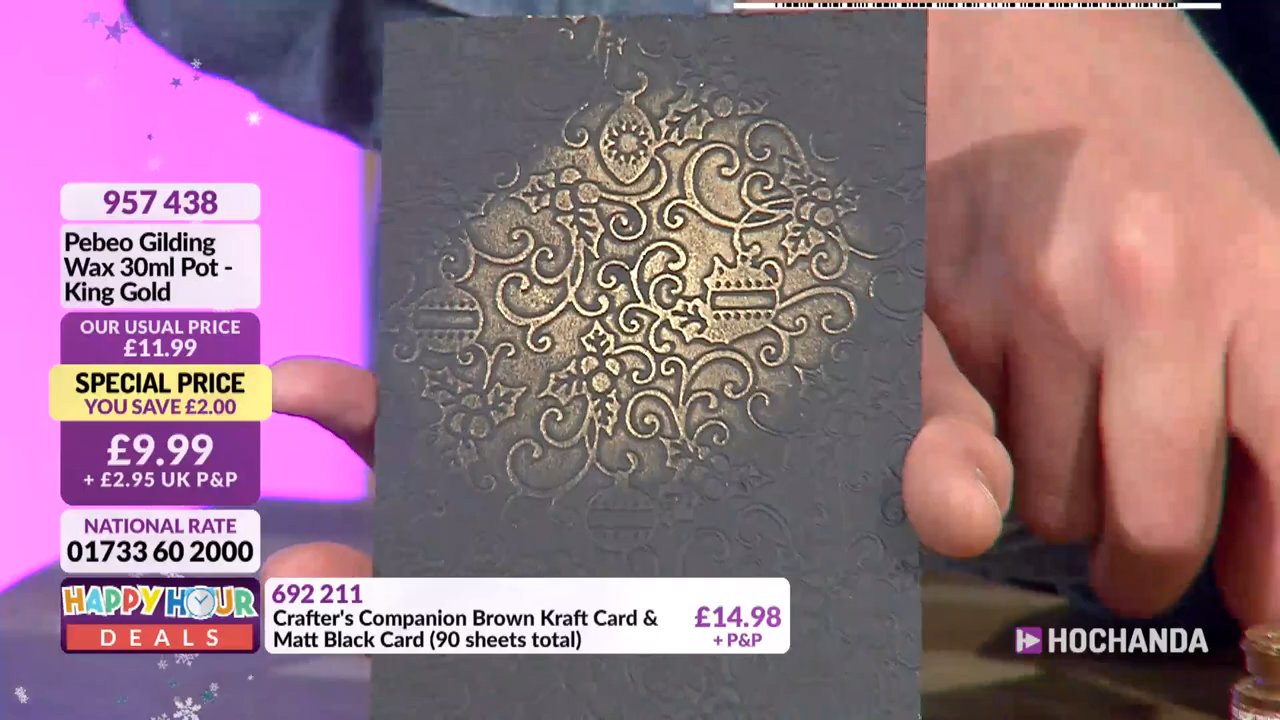 957 438
Pebeo Gilding
Wax 30ml Pot -
King Gold
OUR USUAL PRICE
£11.99
SPECIAL PRICE
YOU SAVE £2.00
£9.99
+ £2.95 UK P&P
NATIONAL RATE
01733 60 2000
HAPPY HOUR
DEALS
692 211
Crafter's Companion Brown Kraft Card &
Matt Black Card (90 sheets total)
£14.98
+ P&P
HOCHANDA